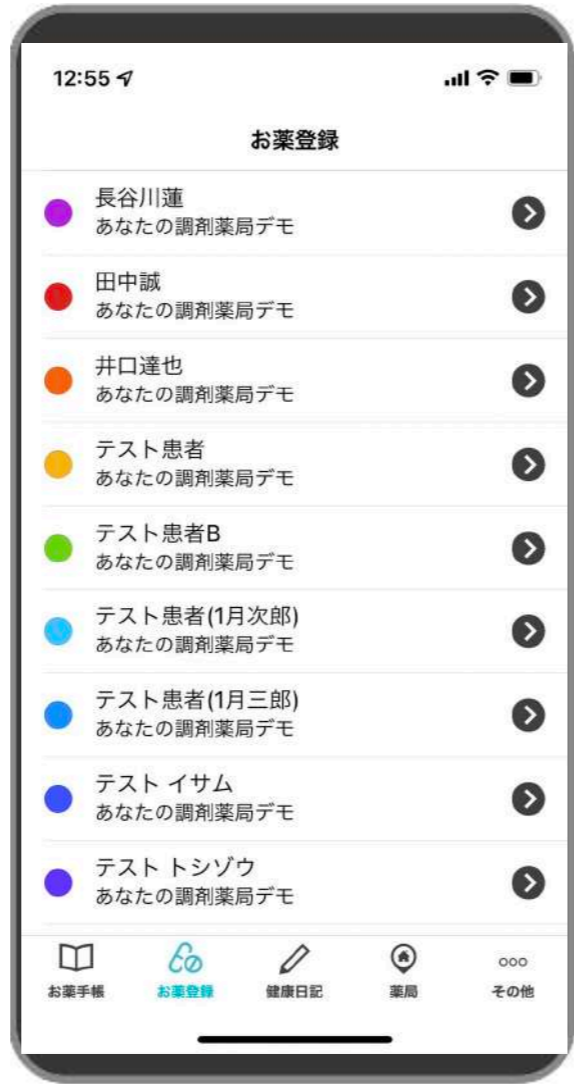 12:55
お薬登録
長谷川蓮
あなたの調剤薬局デモ
田中誠
あなたの調剤薬局デモ
井口達也
あなたの調剤薬局デモ
テスト患者
あなたの調剤薬局デモ
テスト患者B
あなたの調剤薬局デモ
テスト患者(1月次郎)
あなたの調剤薬局デモ
テスト患者(1月三郎)
あなたの調剤薬局デモ
テスト イサム
あなたの調剤薬局デモ
テスト トシゾウ
あなたの調剤薬局デモ
お薬手帳 お薬登録 健康日記 薬局 その他